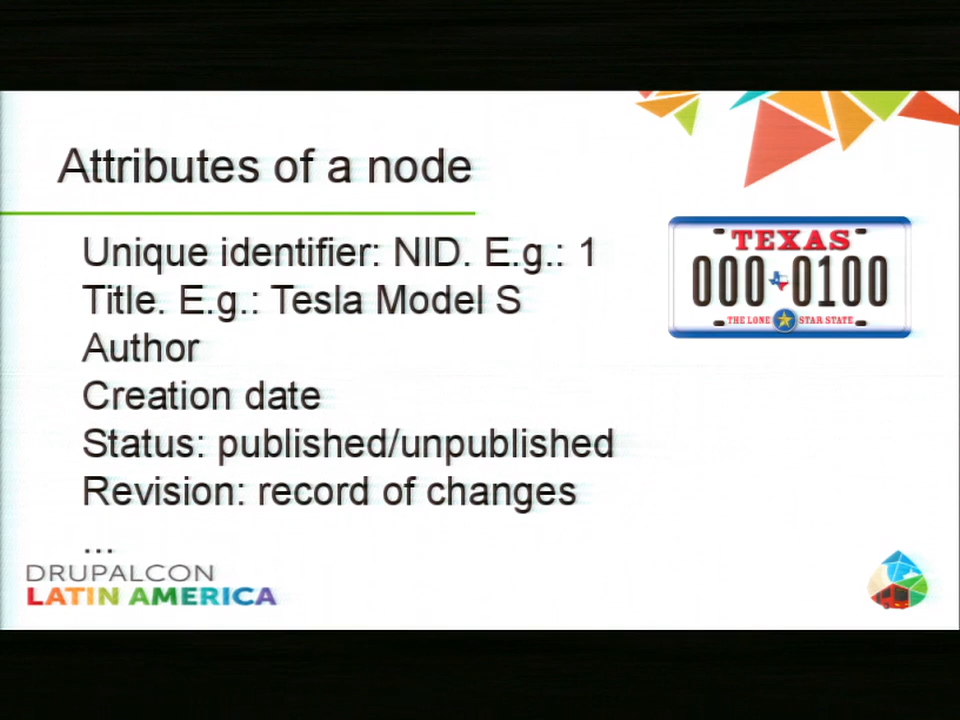 Attributes of a node
Unique identifier: NID. E.g.: 1
Title. E.g.: Tesla Model S
Author
Creation date
Status: published/unpublished
Revision: record of changes
...
TEXAS
000 0100
THE LONE STAR STATE
DRUPALCON
LATIN AMERICA